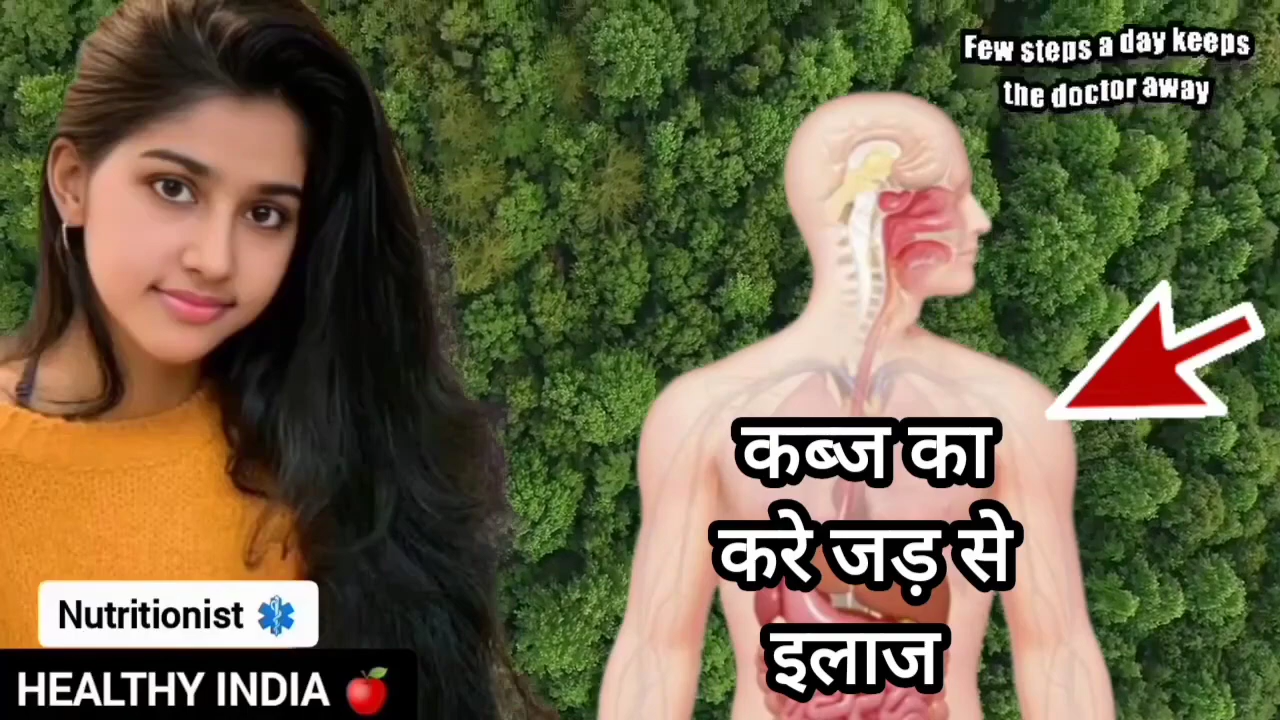 Few steps a day keeps
the doctor away
कब्ज का
करे जड़ से
इलाज
Nutritionist
HEALTHY INDIA